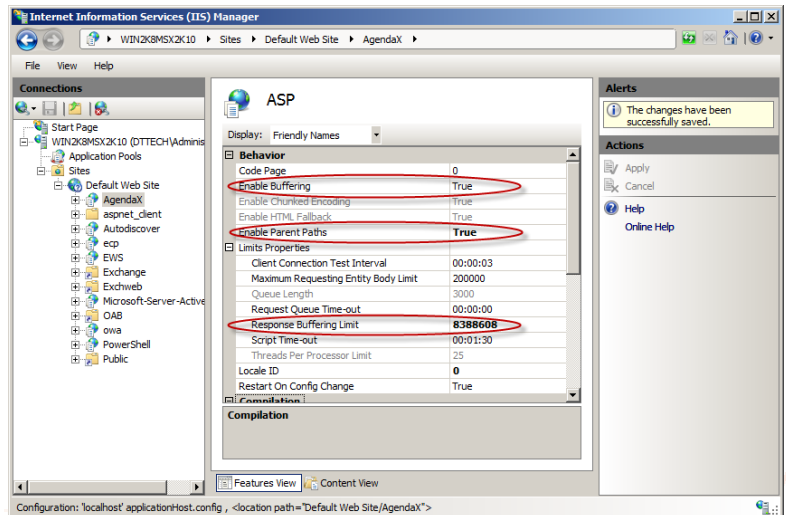 Internet Information Services (IIS) Manager
WIN2K8MSX2K10 Sites Default Web Site AgendaX
File View Help
Connections
Start Page
WIN2K8MSX2K10 (DTTECH\Adminis
Application Pools
Sites
Default Web Site
AgendaX
aspnet_client
Autodiscover
ecp
EWS
Exchange
Exchweb
Microsoft-Server-Active
OAB
owa
PowerShell
Public
ASP
Display: Friendly Names
Behavior
Code Page 0
Enable Buffering True
Enable Chunked Encoding True
Enable HTML Fallback True
Enable Parent Paths True
Limits Properties
Client Connection Test Interval 00:00:03
Maximum Requesting Entity Body Limit 200000
Queue Length 3000
Request Queue Time-out 00:00:00
Response Buffering Limit 8388608
Script Time-out 00:01:30
Threads Per Processor Limit 25
Locale ID 0
Restart On Config Change True
Compilation
Compilation
Features View Content View
Alerts
The changes have been
successfully saved.
Actions
Apply
Cancel
Help
Online Help
Configuration: 'localhost' applicationHost.config , <location path="Default Web Site/AgendaX">